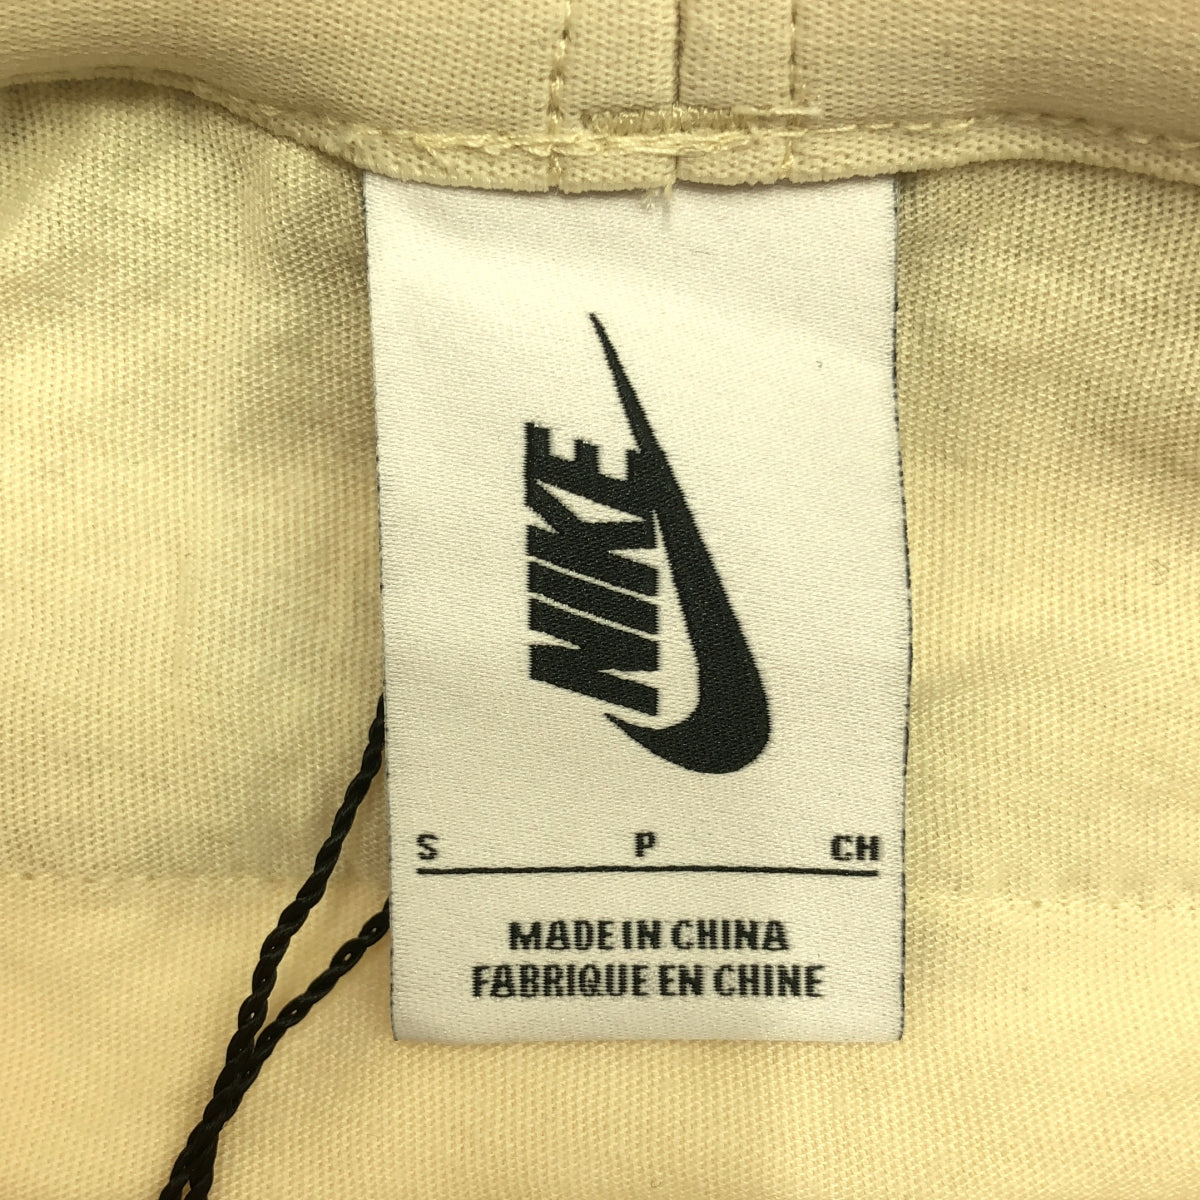 NIKE
S P CH
MADE IN CHINA
FABRIQUE EN CHINE